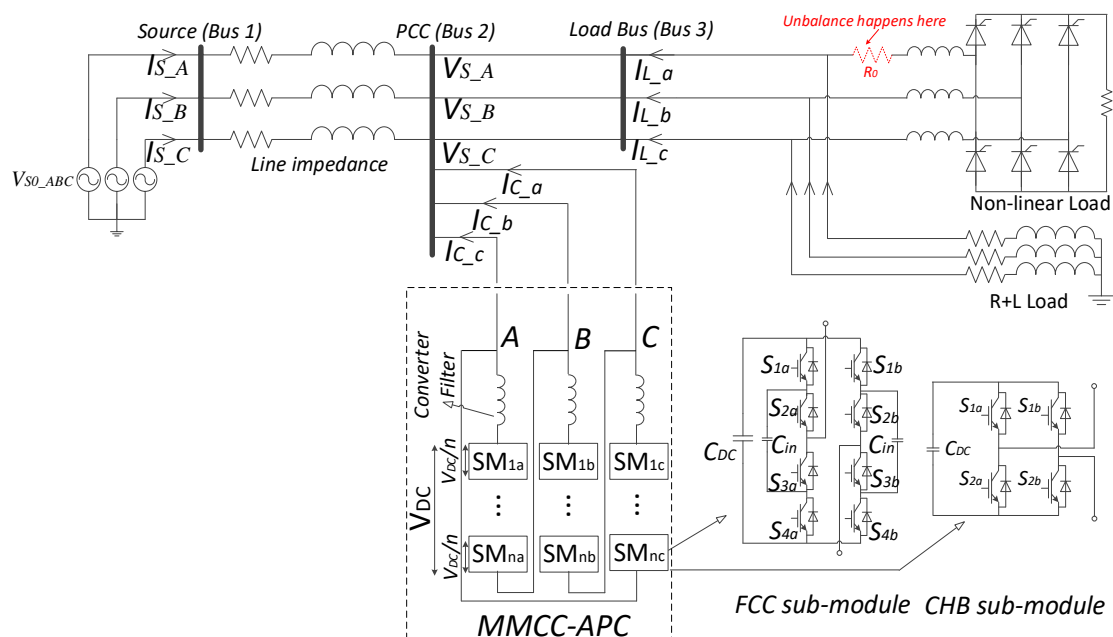 Source (Bus 1)
PCC (Bus 2)
Load Bus (Bus 3)
Unbalance happens here
R0
IS_A
IS_B
IS_C
VS_A
VS_B
VS_C
IL_a
IL_b
IL_c
Line impedance
VS0_ABC
IC_a
IC_b
IC_c
Non-linear Load
R+L Load
A
B
C
Converter
Filter
VDC
VDC/n
VDC/n
SM1a
SM1b
SM1c
...
...
...
SMna
SMnb
SMnc
MMCC-APC
S1a
S1b
S2a
S2b
CDC
Cin
Cin
S3a
S3b
S4a
S4b
FCC sub-module
S1a
S1b
CDC
S2a
S2b
CHB sub-module